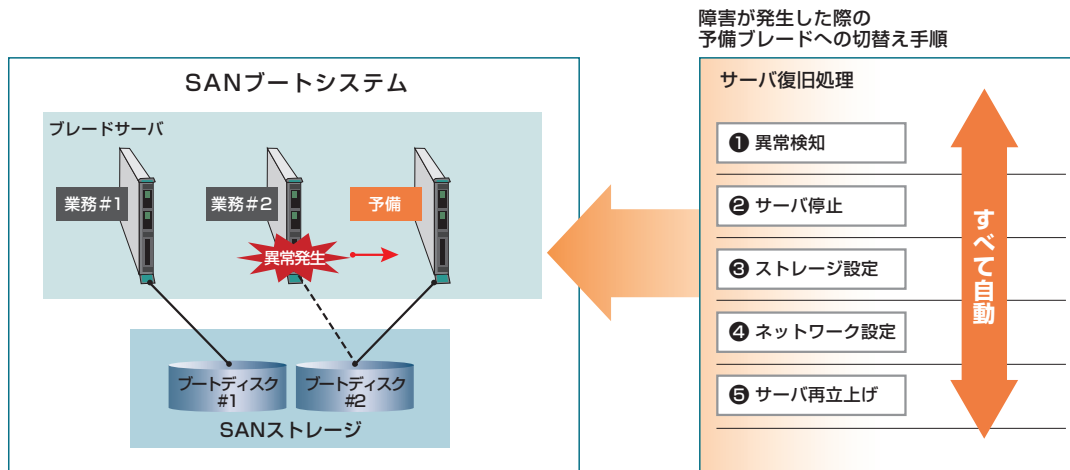 障害が発生した際の
予備ブレードへの切替え手順
SANブートシステム
ブレードサーバ
業務#1
業務#2
予備
異常発生
ブートディスク
#1
ブートディスク
#2
SANストレージ
サーバ復旧処理
❶ 異常検知
❷ サーバ停止
❸ ストレージ設定
❹ ネットワーク設定
❺ サーバ再立上げ
すべて自動